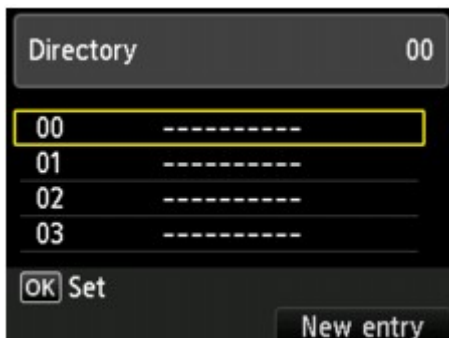 Directory 00
00 ----------
01 ----------
02 ----------
03 ----------
OK Set
New entry